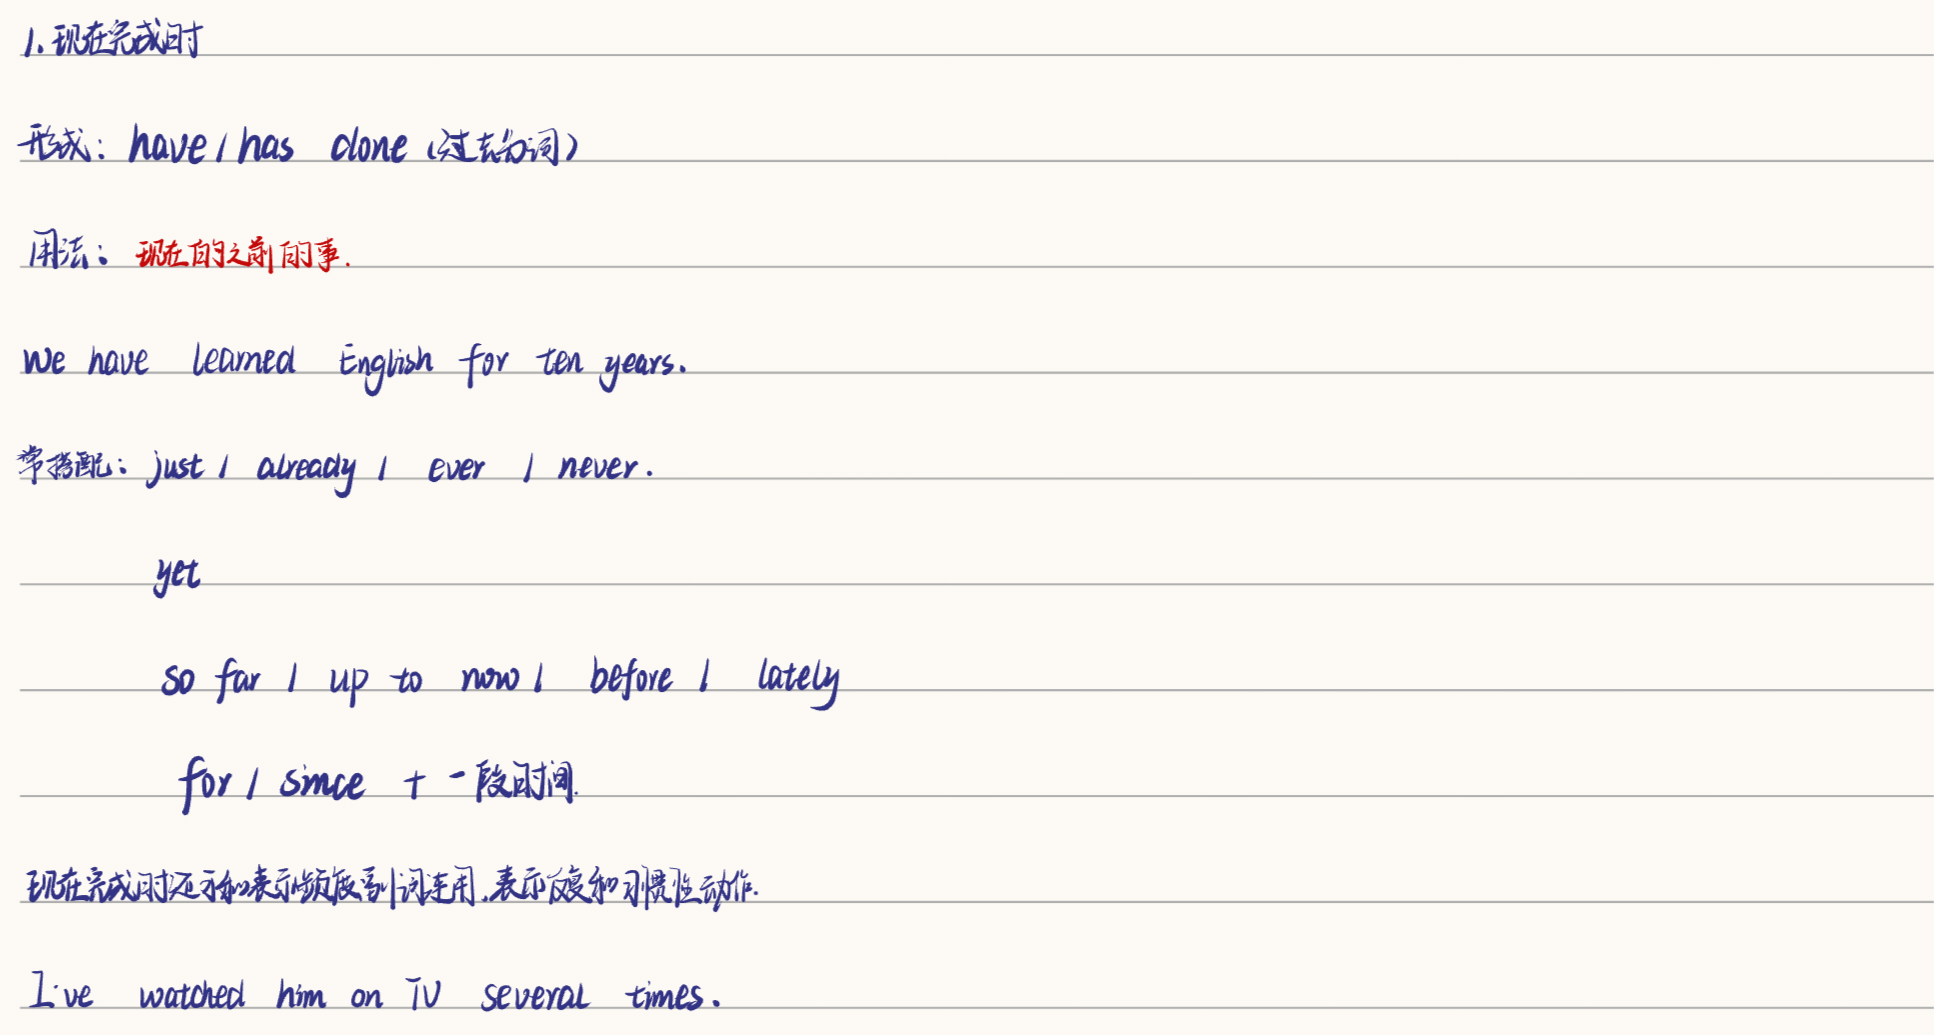 1. 现在完成时
形成: have / has done (过去分词)
用法: 现在的之前的事.
we have learned English for ten years.
常搭配: just / already / ever / never.
yet
so far / up to now / before / lately
for / since + 一段时间.
现在完成时还可和表示频度副词连用,表示反复和习惯性动作.
I've watched him on TV several times.